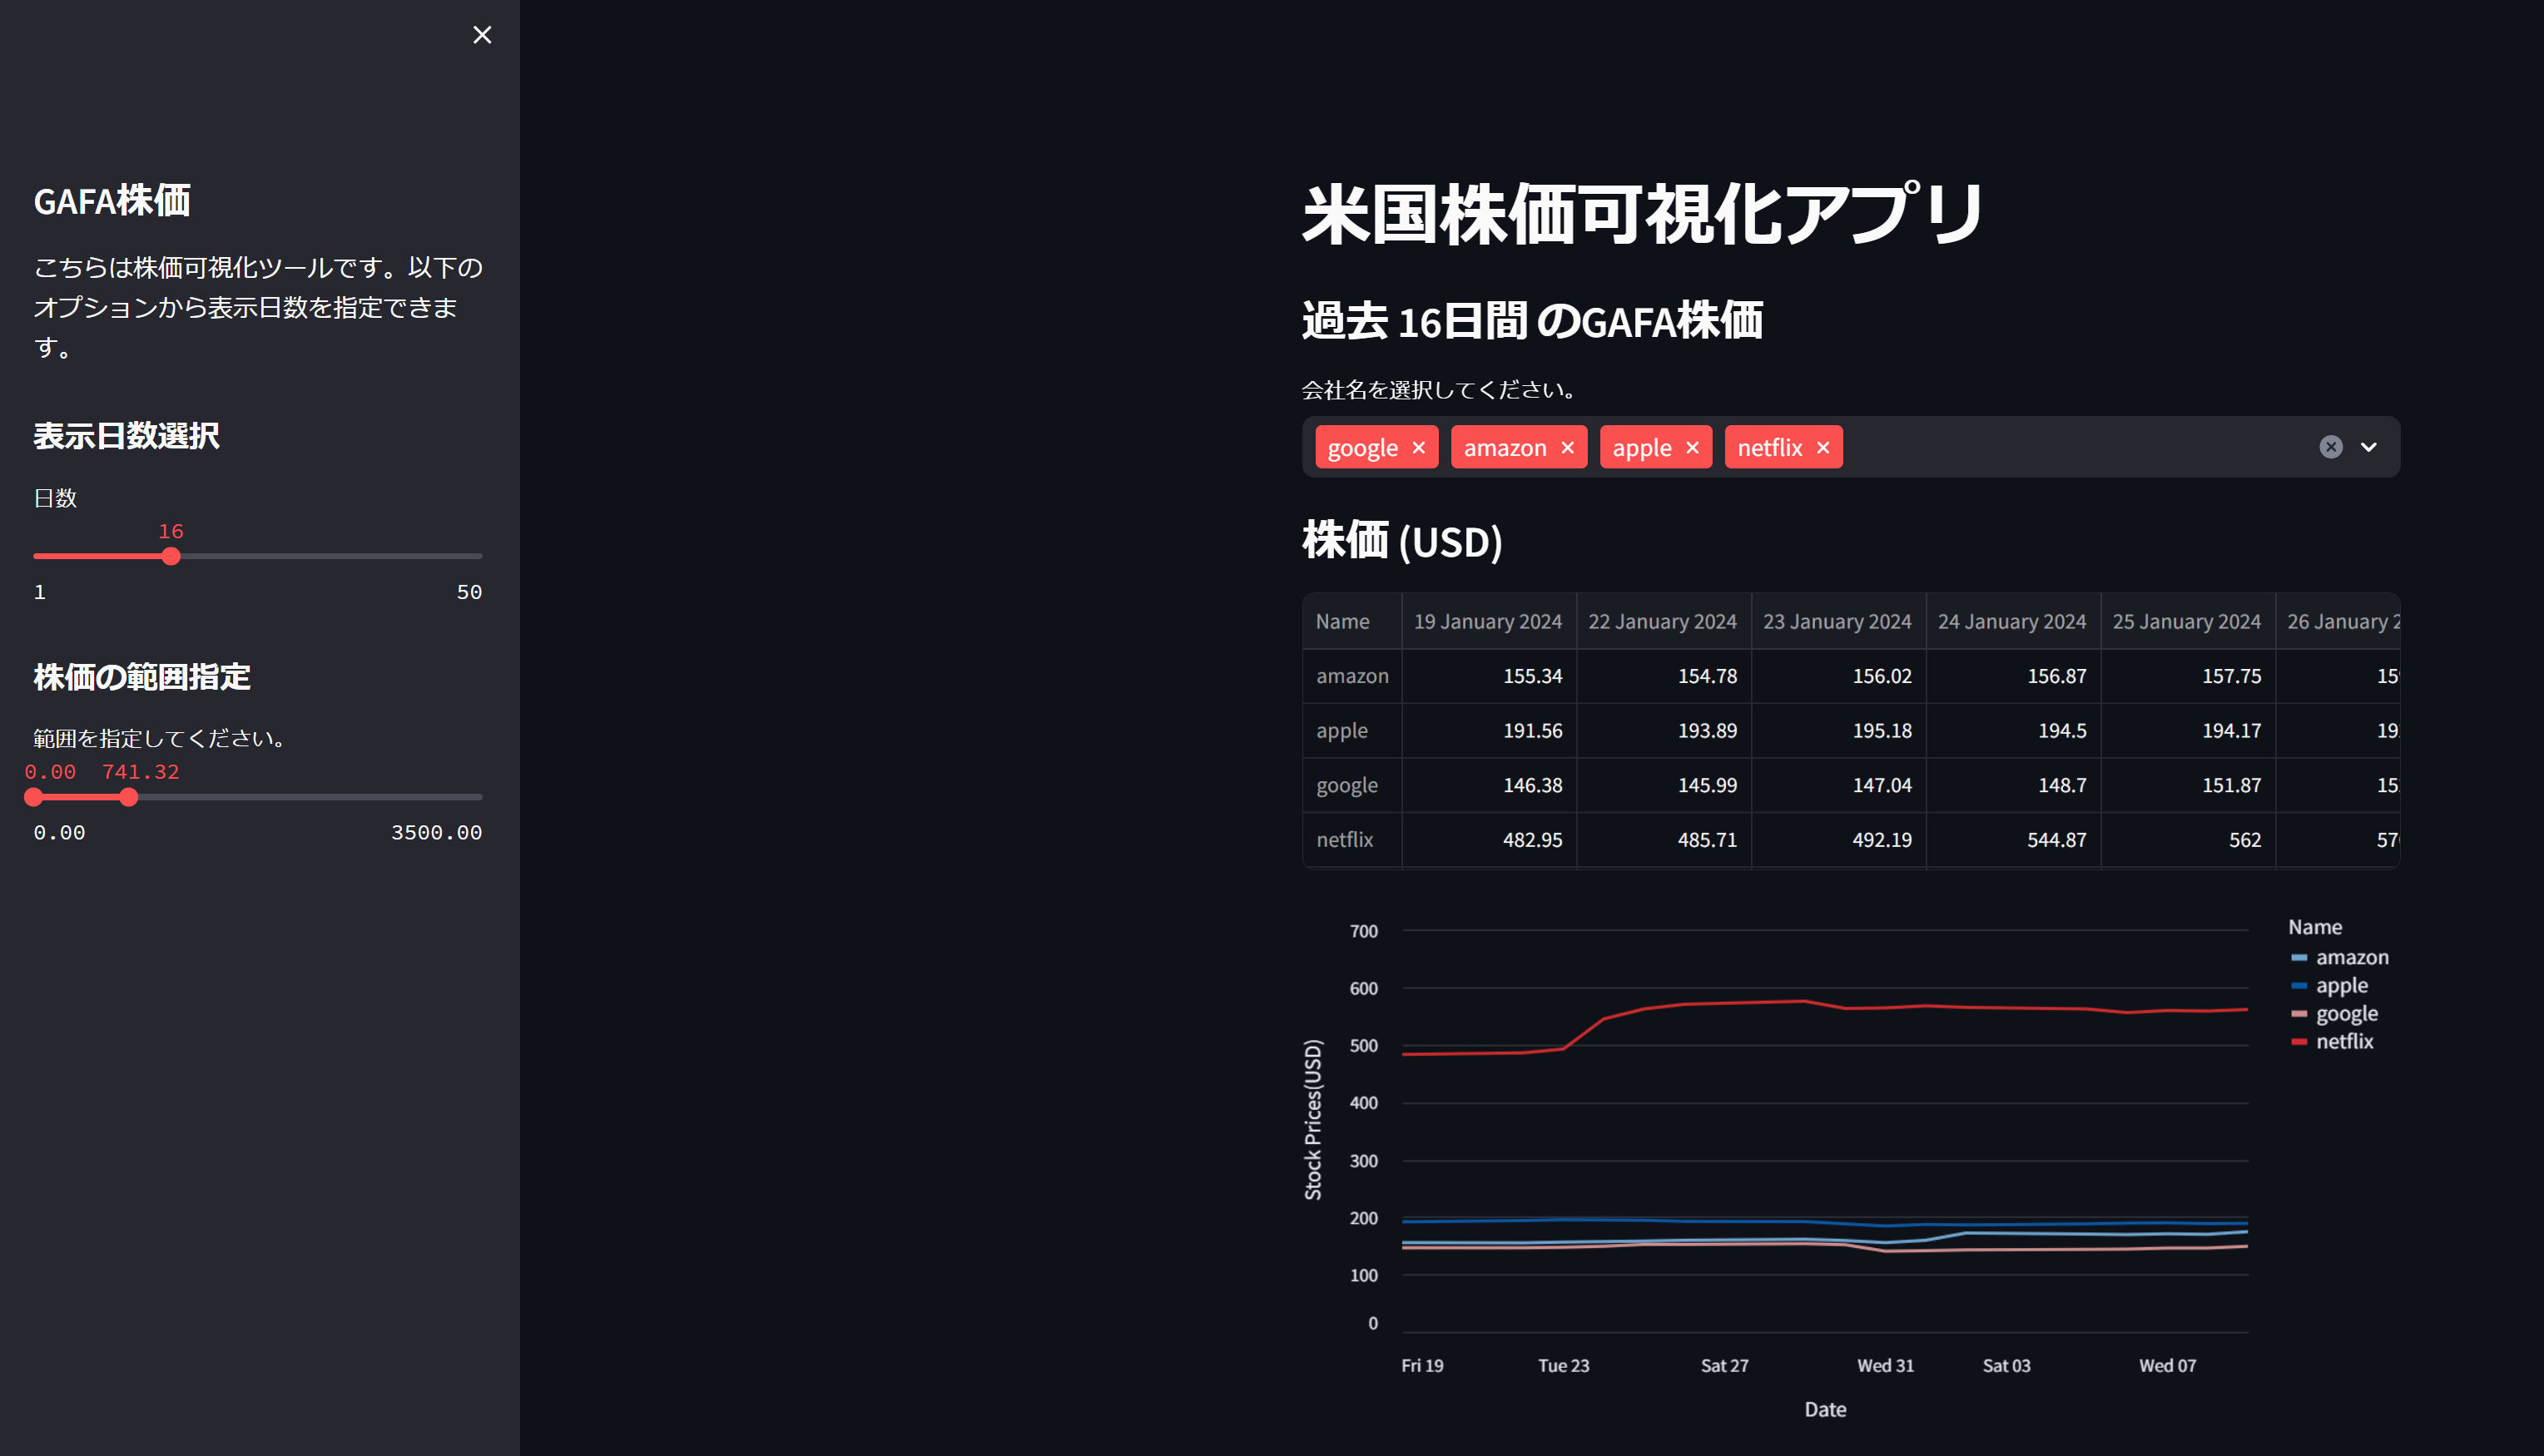 GAFA株価
こちらは株価可視化ツールです。以下の
オプションから表示日数を指定できま
す。
表示日数選択
日数
16
1 50
株価の範囲指定
範囲を指定してください。
0.00 741.32
0.00 3500.00
米国株価可視化アプリ
過去 16日間 のGAFA株価
会社名を選択してください。
google amazon apple netflix
株価 (USD)
Name 19 January 2024 22 January 2024 23 January 2024 24 January 2024 25 January 2024 26 January 2
amazon 155.34 154.78 156.02 156.87 157.75 15
apple 191.56 193.89 195.18 194.5 194.17 19
google 146.38 145.99 147.04 148.7 151.87 15
netflix 482.95 485.71 492.19 544.87 562 57
700
600
500
400
300
200
100
0
Stock Prices(USD)
Fri 19 Tue 23 Sat 27 Wed 31 Sat 03 Wed 07
Date
Name
amazon
apple
google
netflix